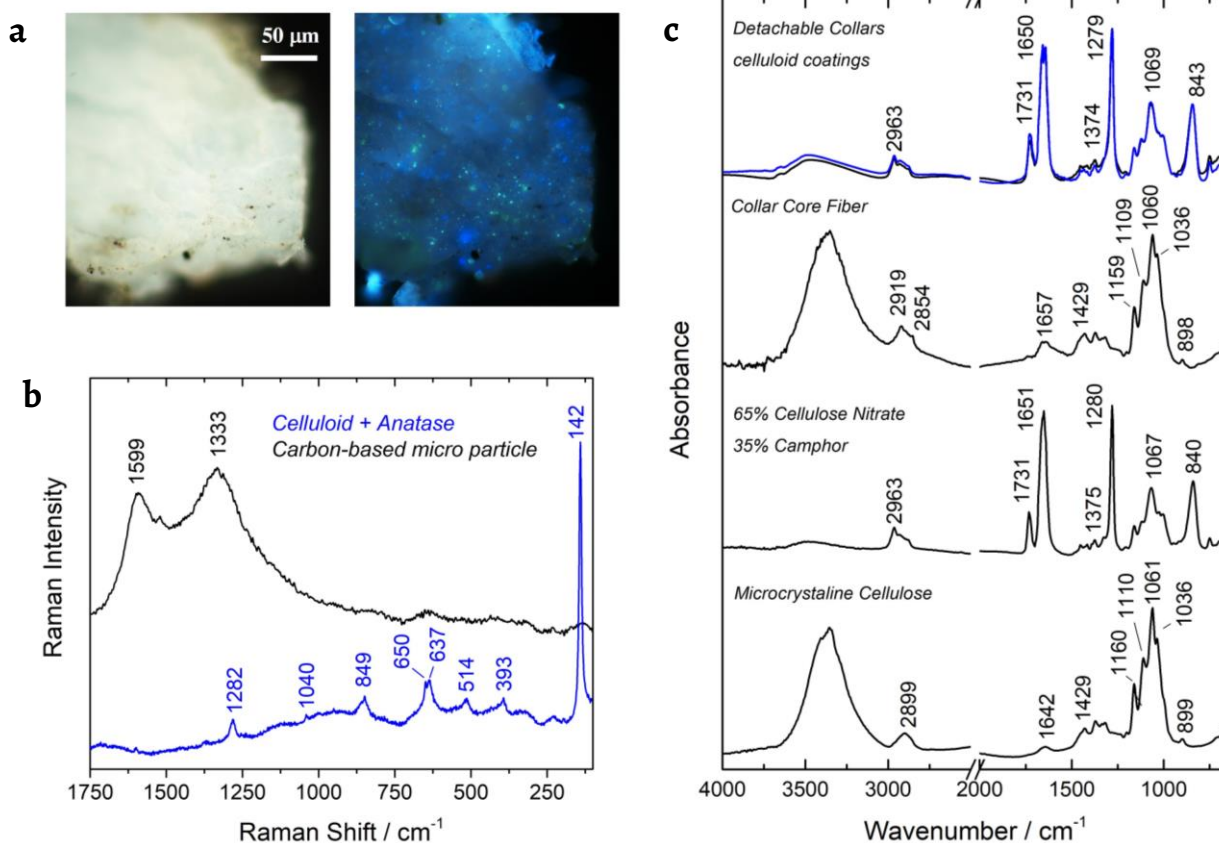 a
50 μm
b
Celluloid + Anatase
Carbon-based micro particle
1599
1333
142
1282
1040
849
650
637
514
393
Raman Intensity
1750 1500 1250 1000 750 500 250
Raman Shift / cm-1
c
Detachable Collars
celluloid coatings
2963
1731
1650
1374
1279
1069
843
Collar Core Fiber
2919
2854
1657
1429
1159
1109
1060
1036
898
65% Cellulose Nitrate
35% Camphor
2963
1731
1651
1375
1280
1067
840
Microcrystaline Cellulose
2899
1642
1429
1160
1110
1061
1036
899
Absorbance
4000 3500 3000 2000 1500 1000
Wavenumber / cm-1